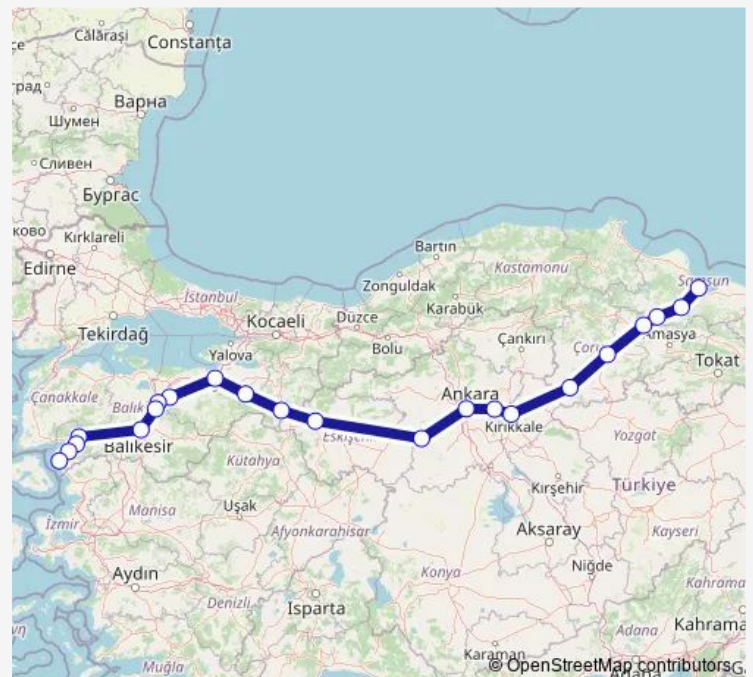 Călărași
Constanța
Варна
Шумен
Сливен
Бургас
Kırklareli
Edirne
Bartın
Kastamonu
Samsun
Zonguldak
İstanbul
Karabük
Kocaeli
Düzce
Tekirdağ
Bolu
Çankırı
Amasya
Yalova
Tokat
Çanakkale
Ankara
Balıkesir
Kırıkkale
Kütahya
Yozgat
Kırşehir
Türkiye
Manisa
Uşak
İzmir
Afyonkarahisar
Aksaray
Kayseri
Niğde
Aydın
Konya
Denizli
Isparta
Adana
Karaman
Muğla
© OpenStreetMap contributors